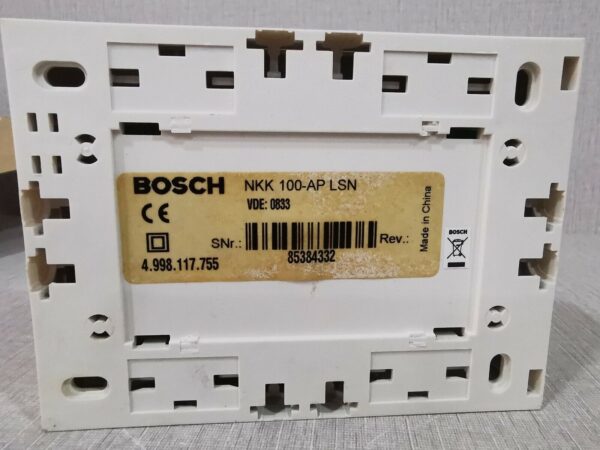 BOSCH NKK 100-AP LSN
VDE: 0833
CE
SNr.: Rev.:
85384332
4.998.117.755
Made in China
BOSCH